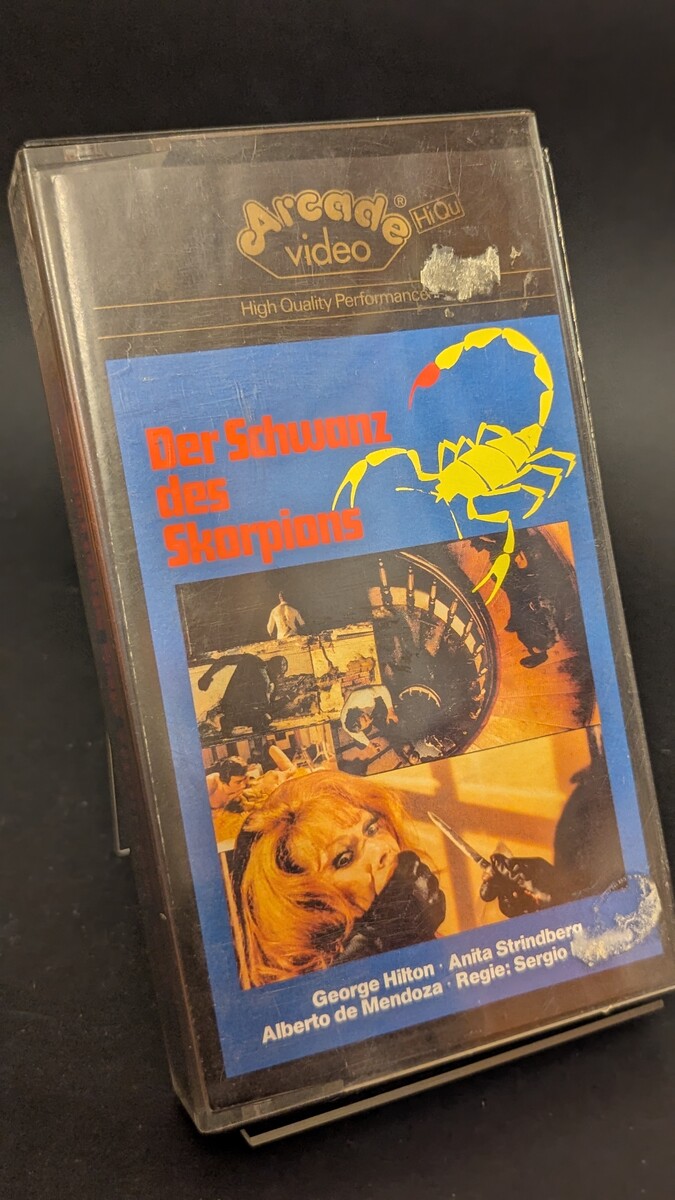 Arcade®
HiQu
video
High Quality Performance
Der Schwanz
des
Skorpions
George Hilton · Anita Strindberg
Alberto de Mendoza · Regie: Sergio